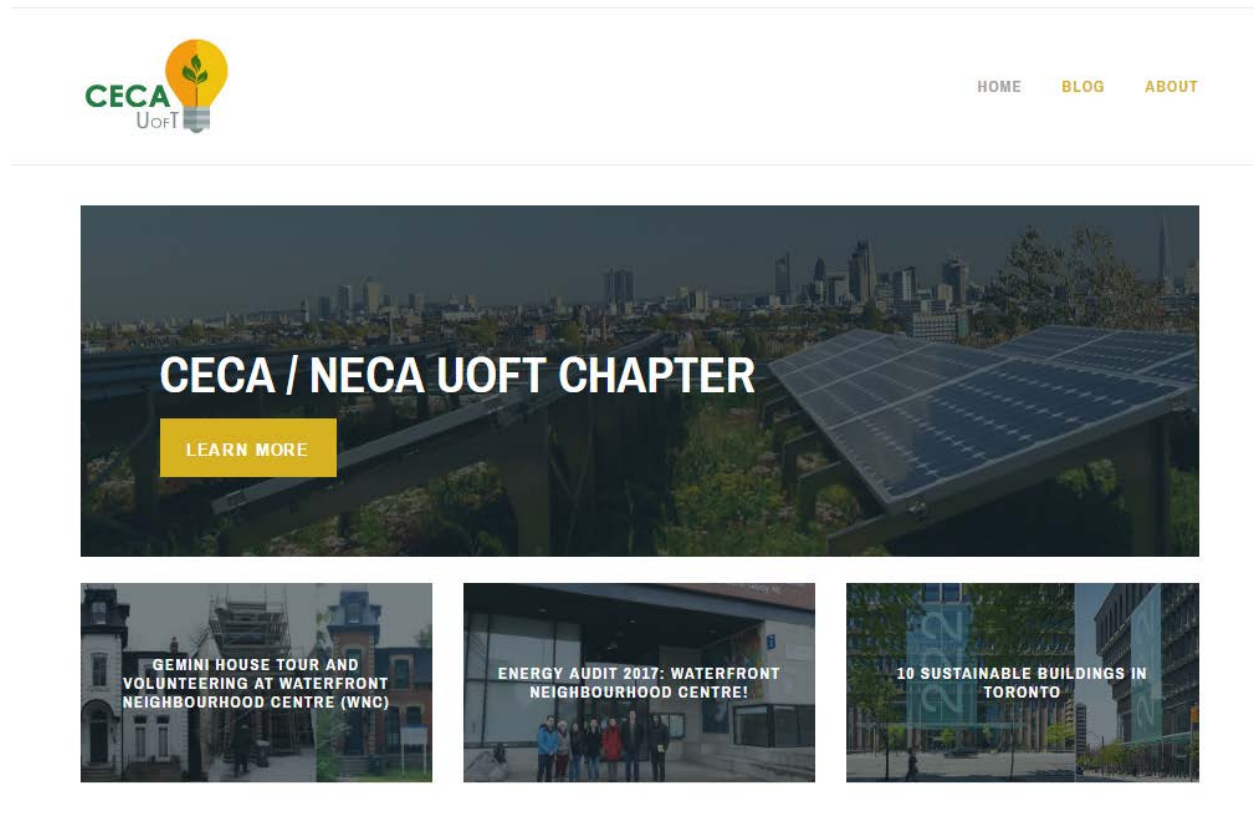 CECA
UOFT
HOME BLOG ABOUT
CECA / NECA UOFT CHAPTER
LEARN MORE
GEMINI HOUSE TOUR AND
VOLUNTEERING AT WATERFRONT
NEIGHBOURHOOD CENTRE (WNC)
ENERGY AUDIT 2017: WATERFRONT
NEIGHBOURHOOD CENTRE!
10 SUSTAINABLE BUILDINGS IN
TORONTO
222